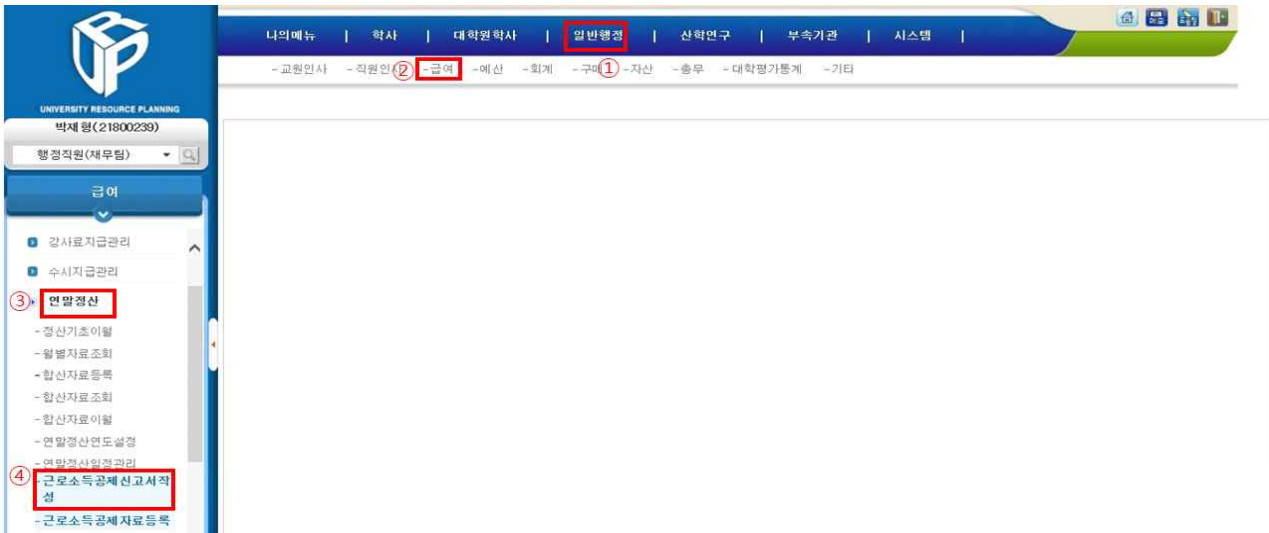 나의메뉴 | 학사 | 대학원학사 | 일반행정 | 산학연구 | 부속기관 | 시스템 |
-교원인사 -직원인사 ② -급여 -예산 -회계 -구매 ① -자산 -총무 -대학평가통계 -기타
URP
UNIVERSITY RESOURCE PLANNING
박재형(21800239)
행정직원(재무팀)
급여
강사료지급관리
수시지급관리
③ 연말정산
-정산기초이월
-월별자료조회
-합산자료등록
-합산자료조회
-합산자료이월
-연말정산연도설정
-연말정산일정관리
④ -근로소득공제신고서작
성
-근로소득공제자료등록